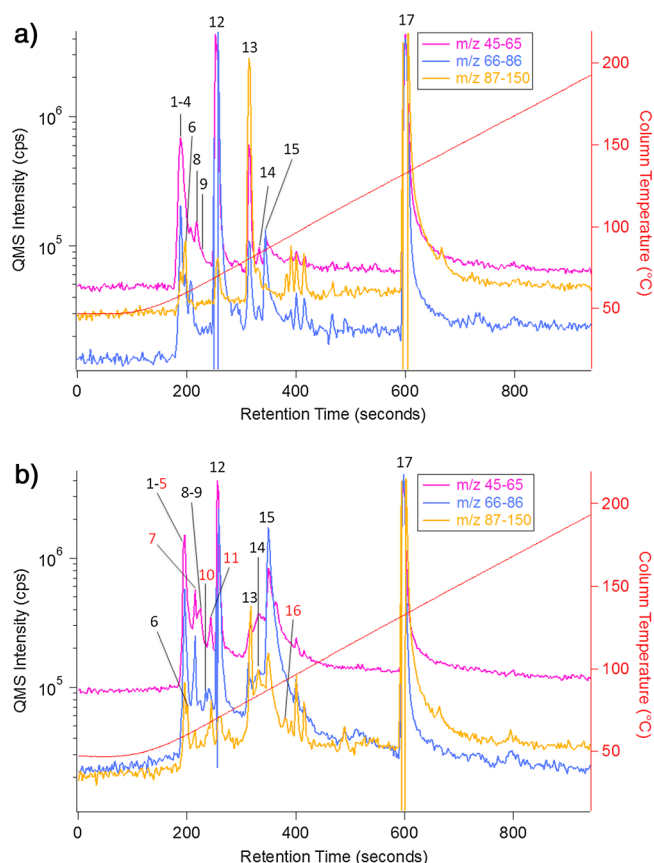 a)
12
17
13
1-4
6
8
9
14
15
m/z 45-65
m/z 66-86
m/z 87-150
QMS Intensity (cps)
10^6
10^5
200
150
100
50
Column Temperature (°C)
0 200 400 600 800
Retention Time (seconds)
b)
12
17
1-5
8-9
7
10
11
15
14
13
16
6
m/z 45-65
m/z 66-86
m/z 87-150
QMS Intensity (cps)
10^6
10^5
200
150
100
50
Column Temperature (°C)
0 200 400 600 800
Retention Time (seconds)